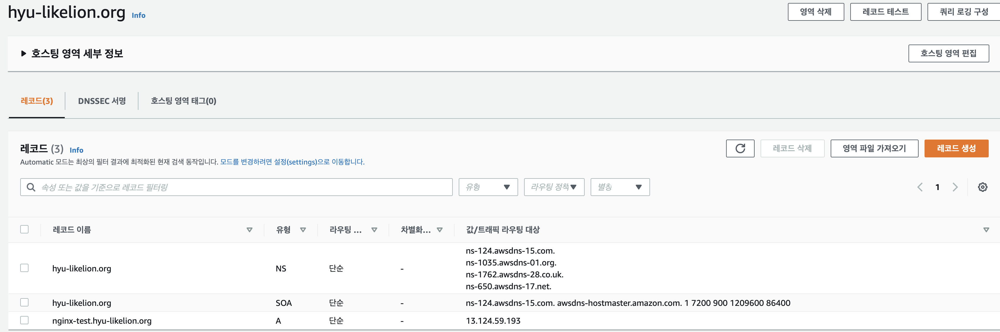 hyu-likelion.org Info
영역 삭제
레코드 테스트
쿼리 로깅 구성
호스팅 영역 세부 정보
호스팅 영역 편집
레코드(3)
DNSSEC 서명
호스팅 영역 태그(0)
레코드 (3) Info
Automatic 모드는 최상의 필터 결과에 최적화된 현재 검색 동작입니다. 모드를 변경하려면 설정(settings)으로 이동합니다.
레코드 삭제
영역 파일 가져오기
레코드 생성
속성 또는 값을 기준으로 레코드 필터링
유형
라우팅 정책
별칭
1
레코드 이름
유형
라우팅 ...
차별화...
값/트래픽 라우팅 대상
hyu-likelion.org
NS
단순
-
ns-124.awsdns-15.com.
ns-1035.awsdns-01.org.
ns-1762.awsdns-28.co.uk.
ns-650.awsdns-17.net.
hyu-likelion.org
SOA
단순
-
ns-124.awsdns-15.com. awsdns-hostmaster.amazon.com. 1 7200 900 1209600 86400
nginx-test.hyu-likelion.org
A
단순
-
13.124.59.193